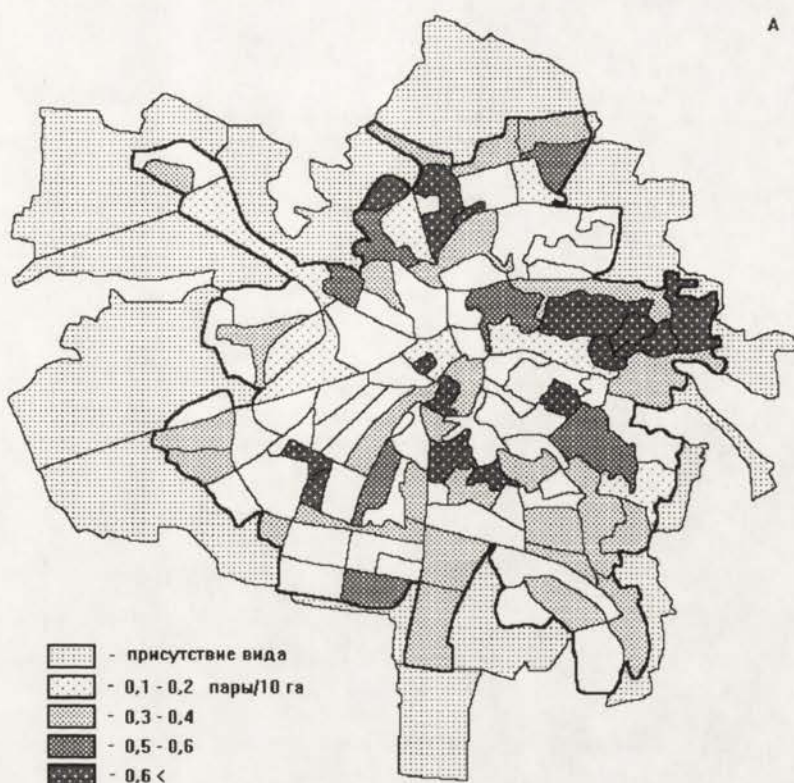 А
- присутствие вида
- 0,1 - 0,2 пары/10 га
- 0,3 - 0,4
- 0,5 - 0,6
- 0,6 <